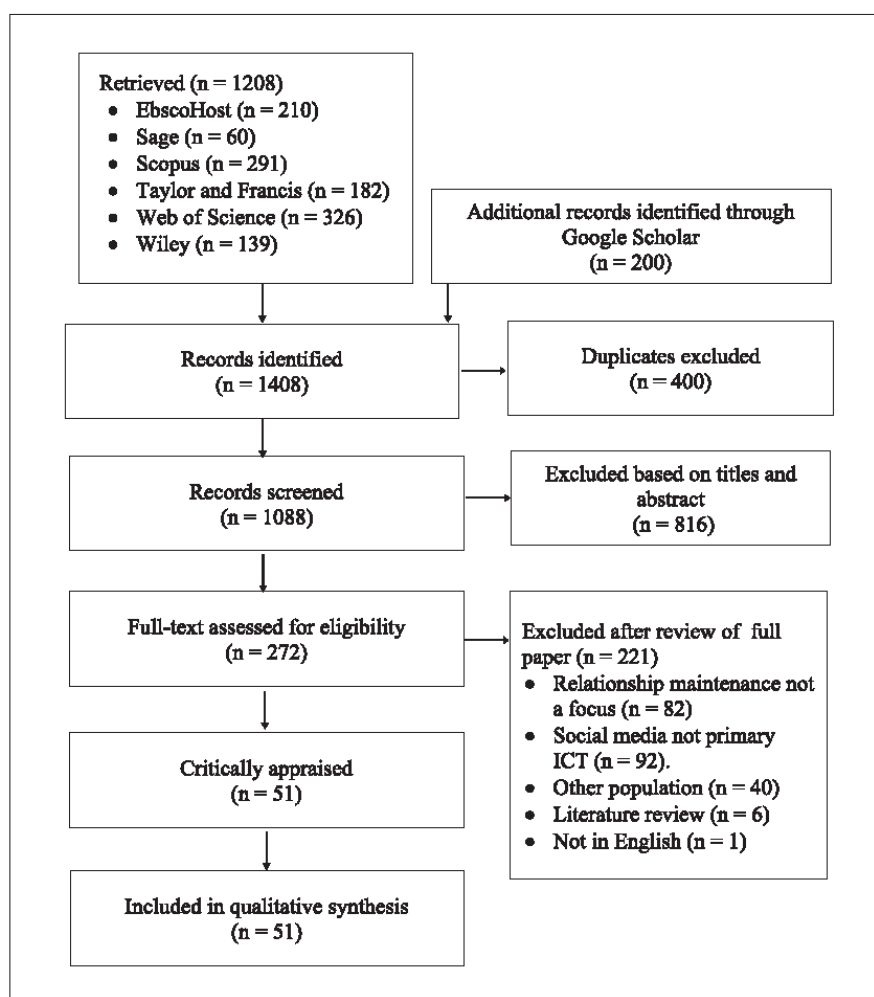 Retrieved (n = 1208)
• EbscoHost (n = 210)
• Sage (n = 60)
• Scopus (n = 291)
• Taylor and Francis (n = 182)
• Web of Science (n = 326)
• Wiley (n = 139)
Additional records identified through
Google Scholar
(n = 200)
Records identified
(n = 1408)
Duplicates excluded
(n = 400)
Records screened
(n = 1088)
Excluded based on titles and
abstract
(n = 816)
Full-text assessed for eligibility
(n = 272)
Excluded after review of full
paper (n = 221)
• Relationship maintenance not
a focus (n = 82)
• Social media not primary
ICT (n = 92).
• Other population (n = 40)
• Literature review (n = 6)
• Not in English (n = 1)
Critically appraised
(n = 51)
Included in qualitative synthesis
(n = 51)